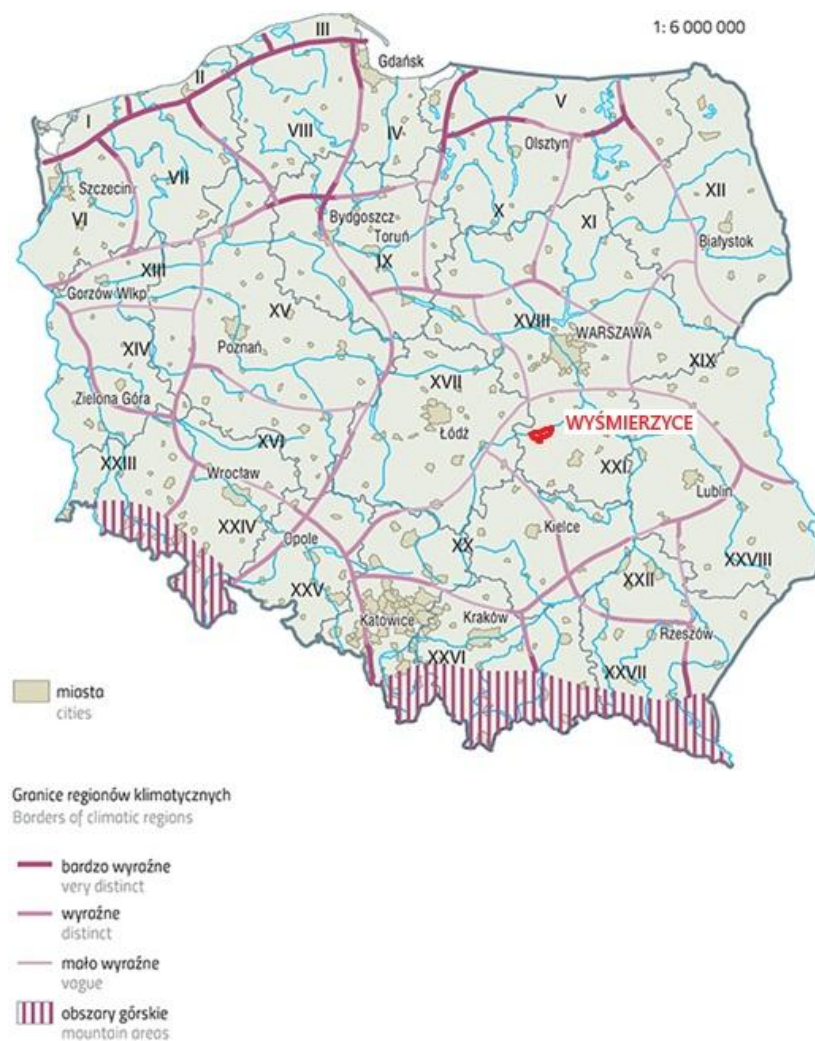 1: 6 000 000
III
Gdańsk
II
I
V
VIII
IV
Olsztyn
VII
Szczecin
XII
VI
X
XI
Bydgoszcz
Toruń
Białystok
IX
XIII
Gorzów Wlkp.
XV
XVIII
WARSZAWA
XIV
Poznań
XIX
XVII
Zielona Góra
Łódź
WYŚMIERZYCE
XVI
XXIII
XXI
Wrocław
Lublin
XXIV
Kielce
Opole
XX
XXVIII
XXII
XXV
Katowice
Kraków
Rzeszów
XXVI
XXVII
miasta
cities
Granice regionów klimatycznych
Borders of climatic regions
bardzo wyraźne
very distinct
wyraźne
distinct
mało wyraźne
vague
obszary górskie
mountain areas